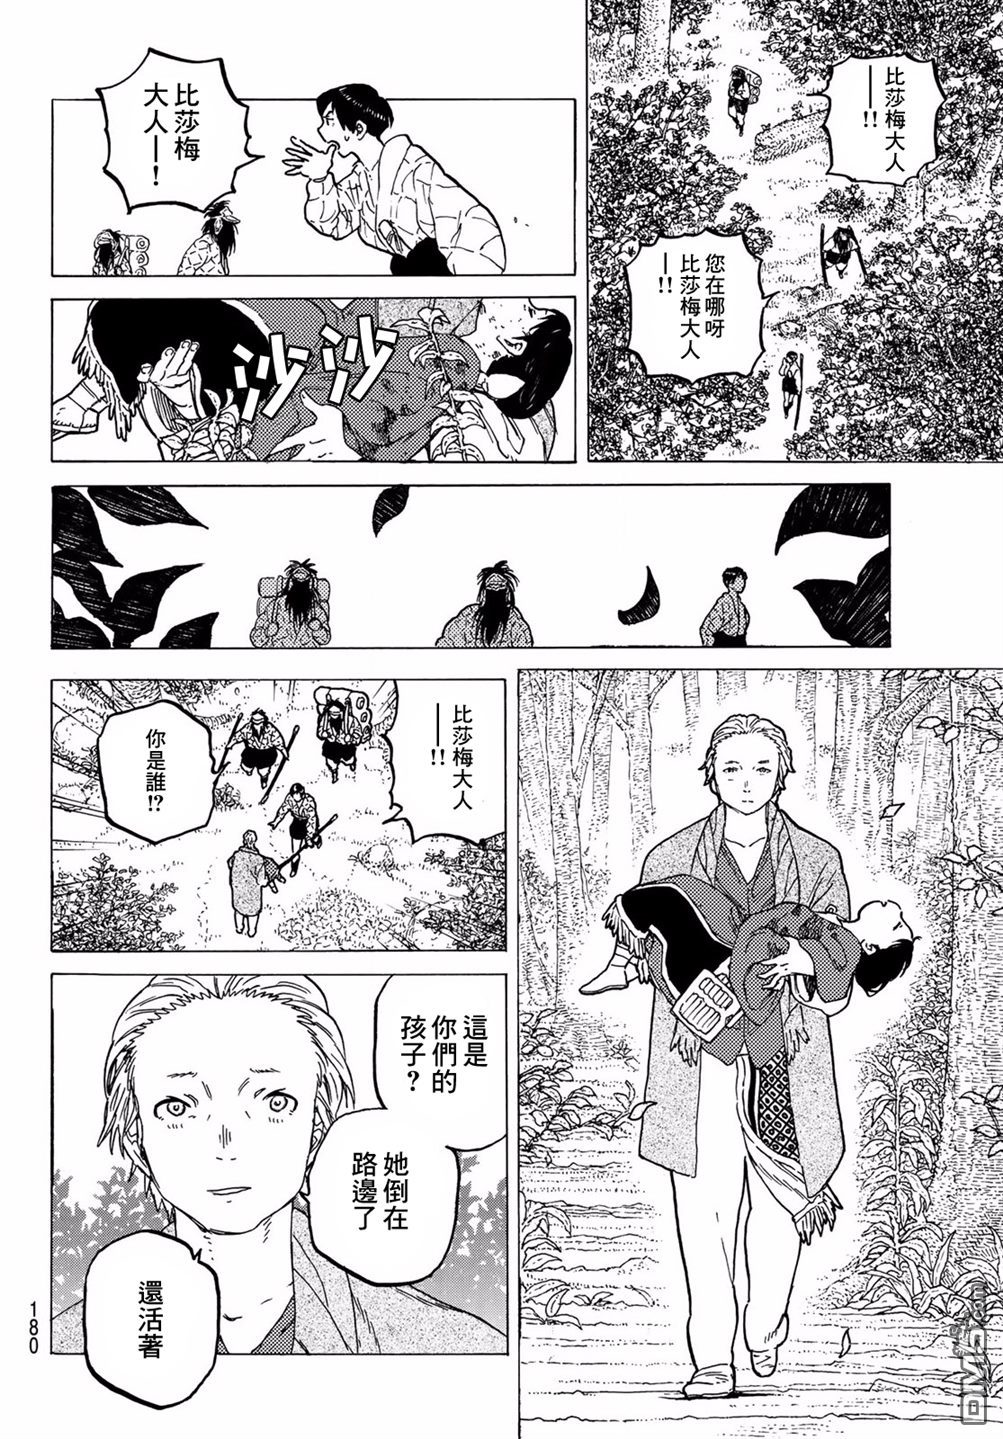 比莎梅大人
——!!
您在哪呀
比莎梅大人
——!!
比莎梅
大人—!
沙沙
比莎梅大人
——!!
你是誰!?
這是
你們的
孩子?
她倒在
路邊了
還活著
180
DM5.com